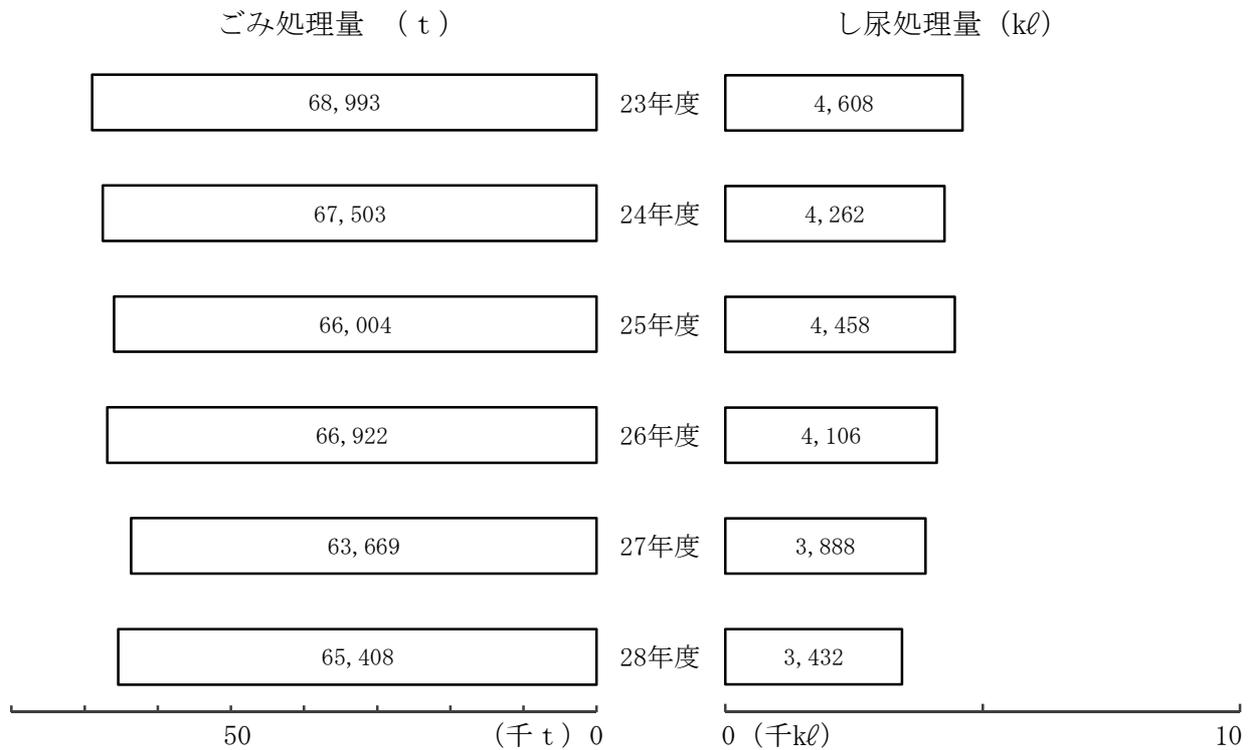 ごみ処理量 （ｔ） し尿処理量（kℓ）
68,993 23年度 4,608
67,503 24年度 4,262
66,004 25年度 4,458
66,922 26年度 4,106
63,669 27年度 3,888
65,408 28年度 3,432
50 （千ｔ）0 0（千kℓ） 10